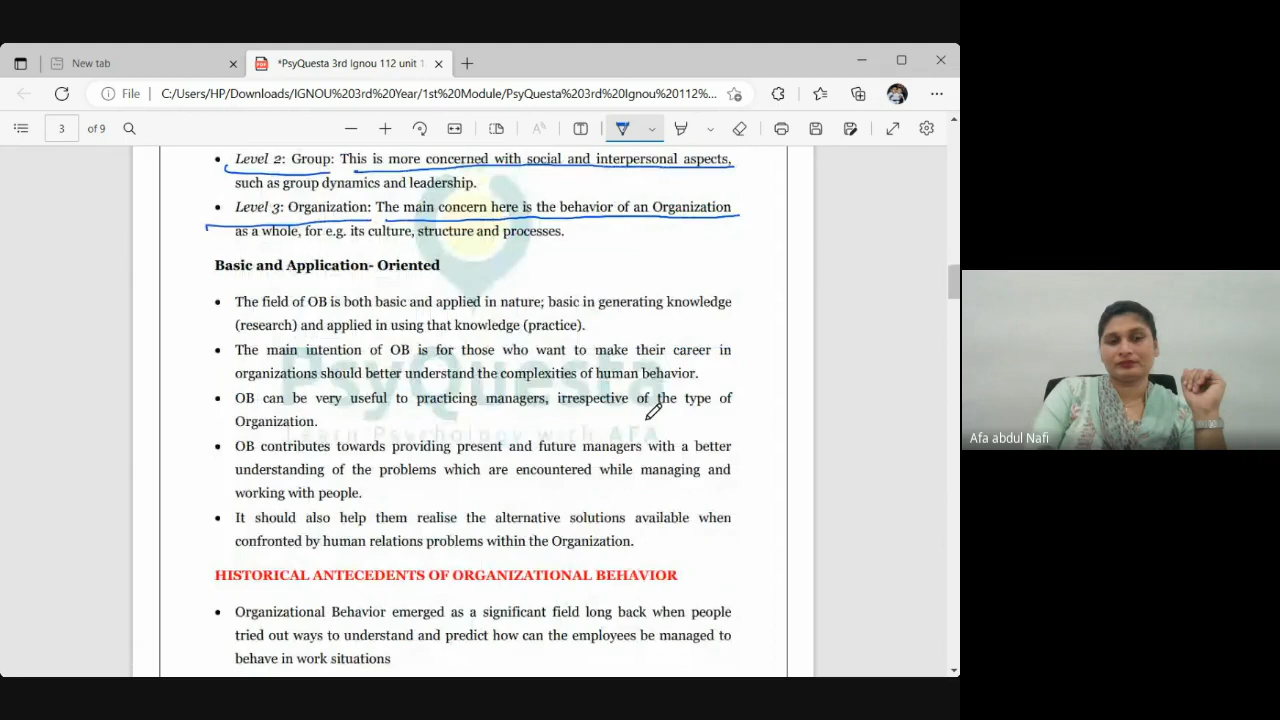 New tab
*PsyQuesta 3rd Ignou 112 unit 1
File
C:/Users/HP/Downloads/IGNOU%203rd%20Year/1st%20Module/PsyQuesta%203rd%20Ignou%20112%...
3 of 9
• Level 2: Group: This is more concerned with social and interpersonal aspects,
such as group dynamics and leadership.
• Level 3: Organization: The main concern here is the behavior of an Organization
as a whole, for e.g. its culture, structure and processes.
Basic and Application- Oriented
• The field of OB is both basic and applied in nature; basic in generating knowledge
(research) and applied in using that knowledge (practice).
• The main intention of OB is for those who want to make their career in
organizations should better understand the complexities of human behavior.
• OB can be very useful to practicing managers, irrespective of the type of
Organization.
• OB contributes towards providing present and future managers with a better
understanding of the problems which are encountered while managing and
working with people.
• It should also help them realise the alternative solutions available when
confronted by human relations problems within the Organization.
HISTORICAL ANTECEDENTS OF ORGANIZATIONAL BEHAVIOR
• Organizational Behavior emerged as a significant field long back when people
tried out ways to understand and predict how can the employees be managed to
behave in work situations
PsyQuesta
Learn Psychology with AFA
Afa abdul Nafi